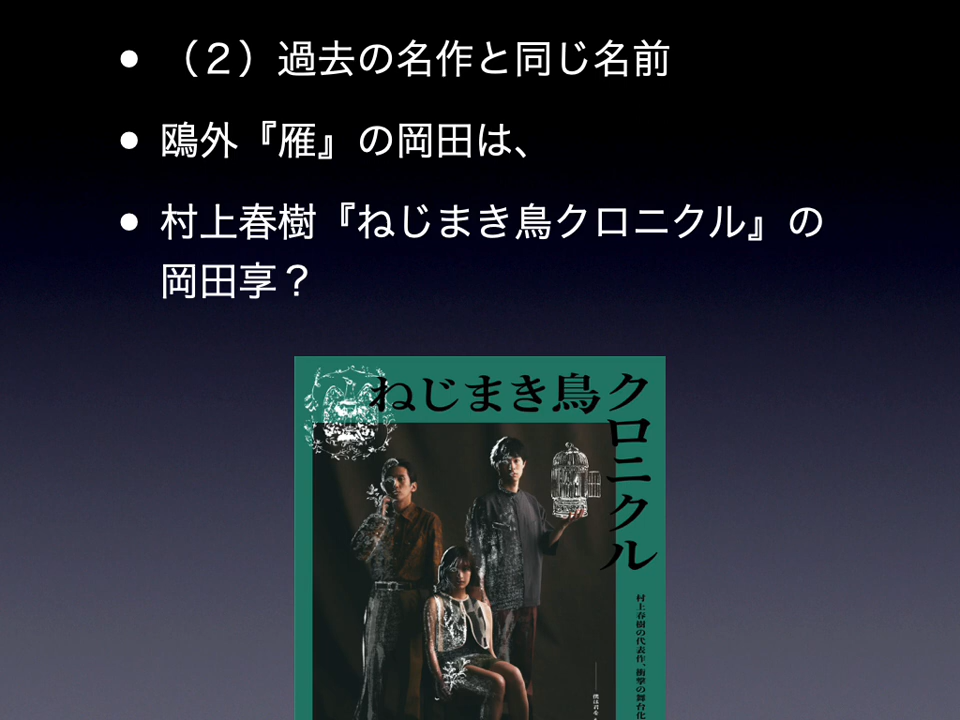 （２）過去の名作と同じ名前
鴎外『雁』の岡田は、
村上春樹『ねじまき鳥クロニクル』の
岡田享？
ねじまき鳥クロニクル
村上春樹の代表作、衝撃の舞台化